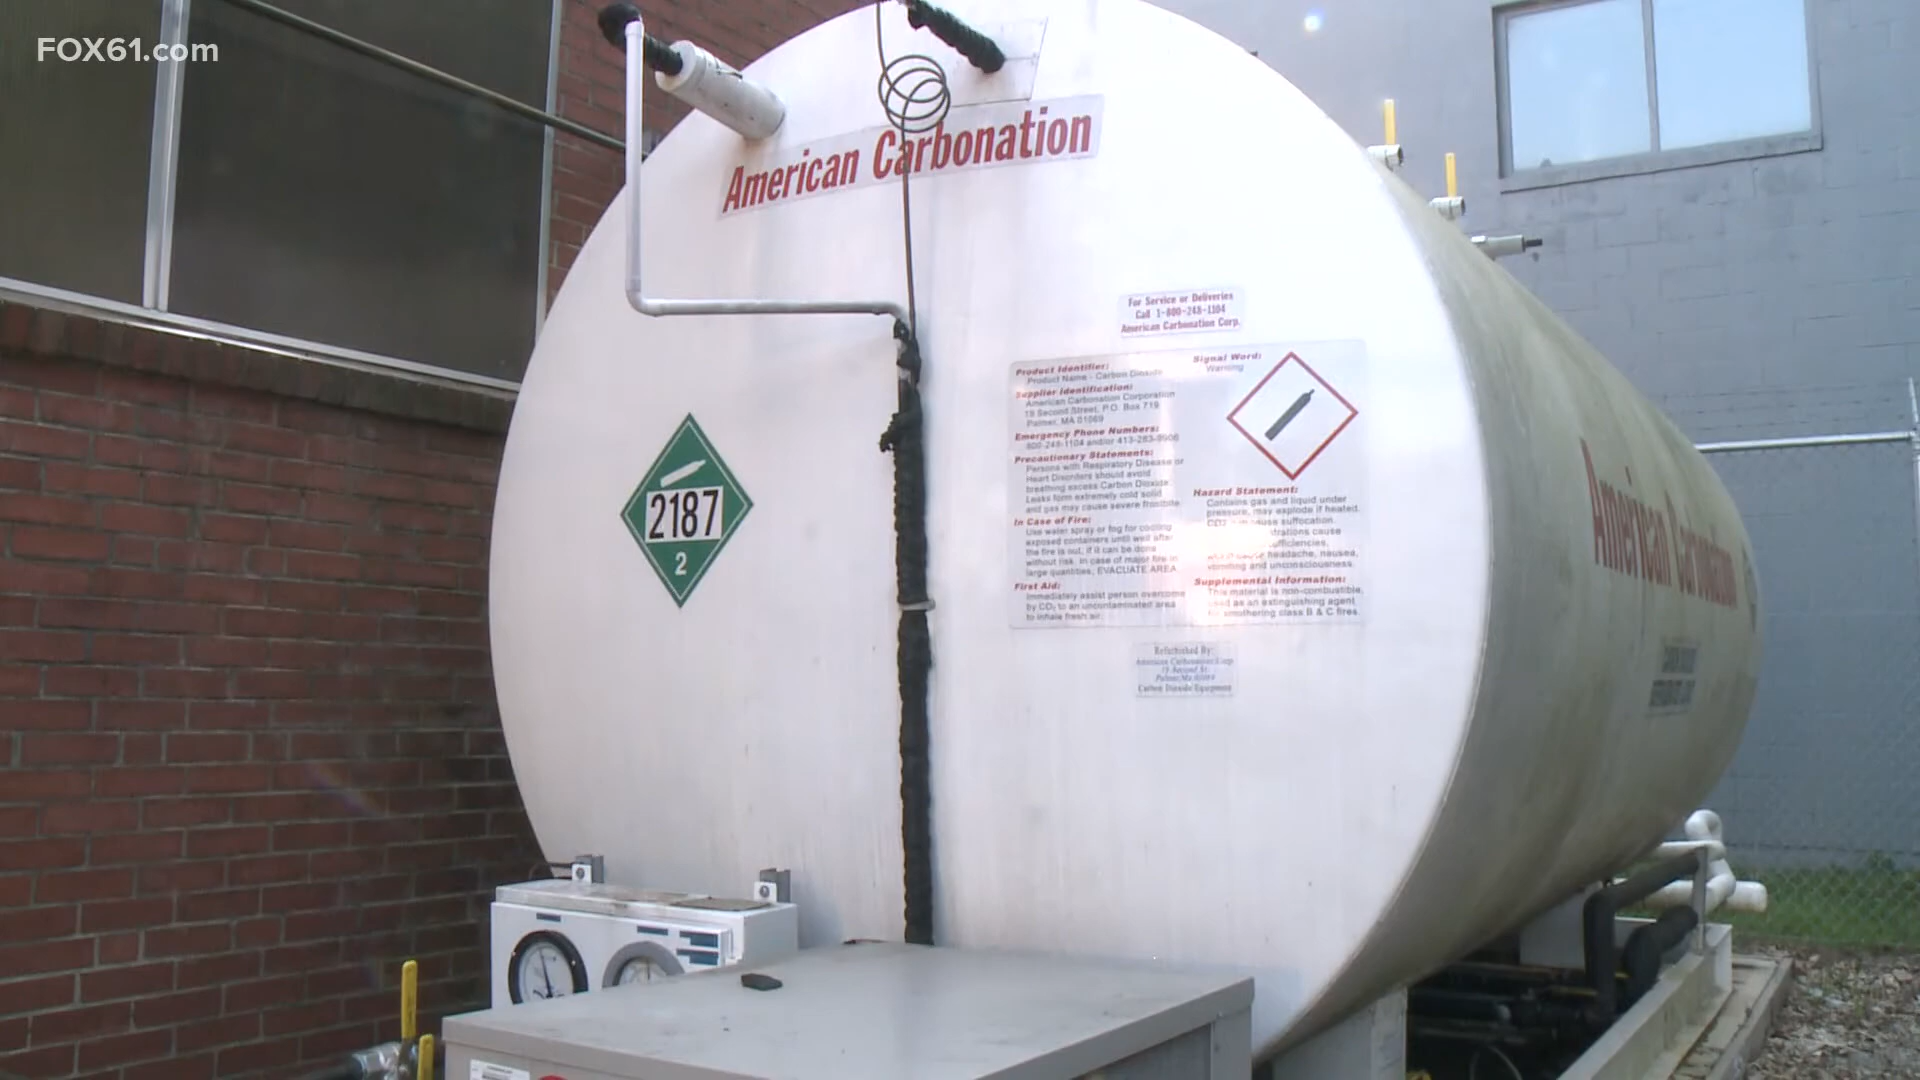 FOX61.com
American Carbonation
For Service or Deliveries
Call 1-800-248-1104
American Carbonation Corp.
Product Identifier:
Product Name - Carbon Dioxide
Supplier Identification:
American Carbonation Corporation
19 Second Street, P.O. Box 719
Palmer, MA 01069
Emergency Phone Numbers:
800-248-1104 and/or 413-283-9906
Precautionary Statements:
Persons with Respiratory Disease or
Heart Disorders should avoid
breathing excess Carbon Dioxide.
Leaks form extremely cold solid
and gas may cause severe frostbite.
In Case of Fire:
Use water spray or fog for cooling
exposed containers until well after
the fire is out, if it can be done
without risk. In case of major fire in
large quantities, EVACUATE AREA.
First Aid:
Immediately assist person overcome
by CO2 to an uncontaminated area
to inhale fresh air.
Signal Word:
Warning
Hazard Statement:
Contains gas and liquid under
pressure, may explode if heated.
suffocation.
cause
headache, nausea,
vomiting and unconsciousness.
Supplemental Information:
This material is non-combustible,
used as an extinguishing agent
for smothering class B & C fires.
2187
2
Refurbished By:
American Carbonation Corp.
19 Second St.
Palmer, Ma 01069
Carbon Dioxide Equipment
American Carbonation